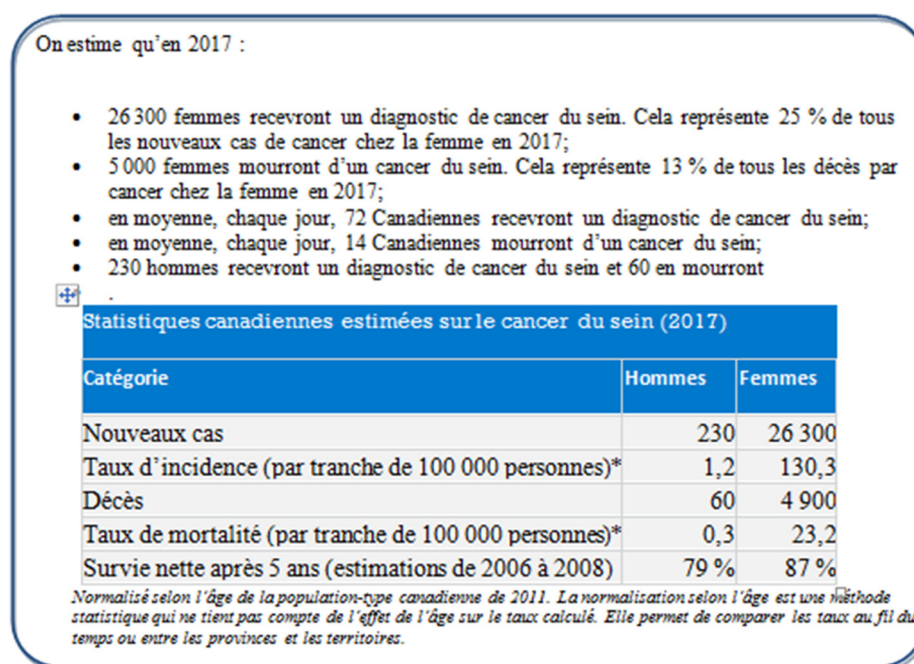 On estime qu'en 2017 :
• 26 300 femmes recevront un diagnostic de cancer du sein. Cela représente 25 % de tous
les nouveaux cas de cancer chez la femme en 2017;
• 5 000 femmes mourront d'un cancer du sein. Cela représente 13 % de tous les décès par
cancer chez la femme en 2017;
• en moyenne, chaque jour, 72 Canadiennes recevront un diagnostic de cancer du sein;
• en moyenne, chaque jour, 14 Canadiennes mourront d'un cancer du sein;
• 230 hommes recevront un diagnostic de cancer du sein et 60 en mourront
.
Statistiques canadiennes estimées sur le cancer du sein (2017)
Catégorie Hommes Femmes
Nouveaux cas 230 26 300
Taux d'incidence (par tranche de 100 000 personnes)* 1,2 130,3
Décès 60 4 900
Taux de mortalité (par tranche de 100 000 personnes)* 0,3 23,2
Survie nette après 5 ans (estimations de 2006 à 2008) 79 % 87 %
Normalisé selon l'âge de la population-type canadienne de 2011. La normalisation selon l'âge est une méthode
statistique qui ne tient pas compte de l'effet de l'âge sur le taux calculé. Elle permet de comparer les taux au fil du
temps ou entre les provinces et les territoires.